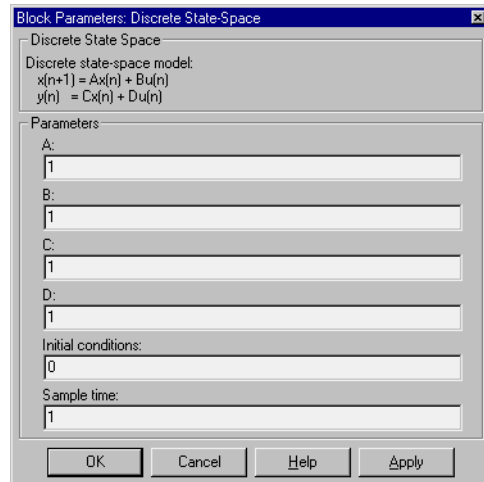 Block Parameters: Discrete State-Space
Discrete State Space
Discrete state-space model:
x(n+1) = Ax(n) + Bu(n)
y(n) = Cx(n) + Du(n)
Parameters
A:
1
B:
1
C:
1
D:
1
Initial conditions:
0
Sample time:
1
OK Cancel Help Apply